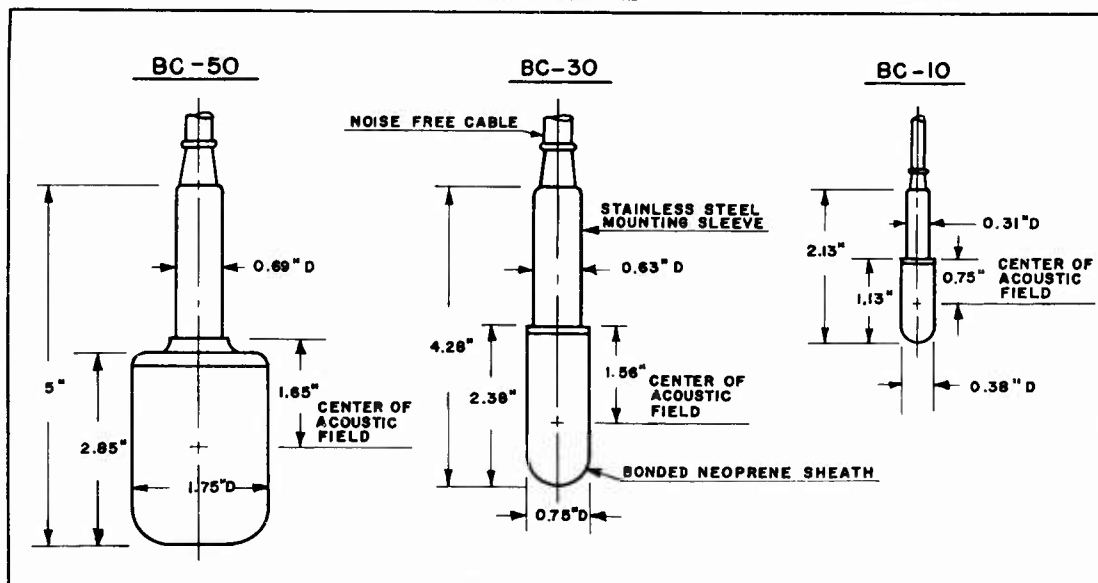 BC-50
BC-30
BC-10
NOISE FREE CABLE
STAINLESS STEEL
MOUNTING SLEEVE
0.69" D
0.63" D
0.31" D
2.13"
1.13"
0.75"
CENTER OF
ACOUSTIC
FIELD
0.38" D
5"
2.85"
1.65"
CENTER OF
ACOUSTIC
FIELD
1.75"D
4.28"
2.38"
1.56"
CENTER OF
ACOUSTIC
FIELD
BONDED NEOPRENE SHEATH
0.75"D